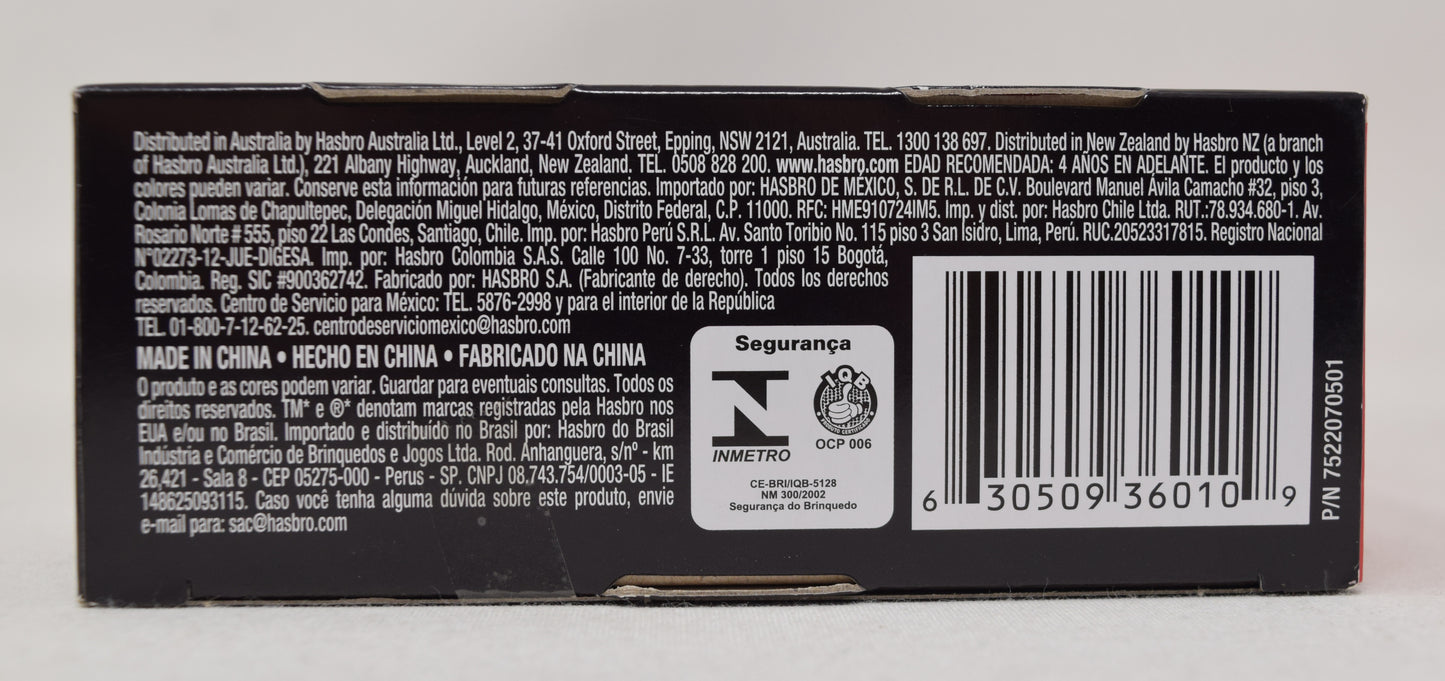 Distributed in Australia by Hasbro Australia Ltd., Level 2, 37-41 Oxford Street, Epping, NSW 2121, Australia. TEL. 1300 138 697. Distributed in New Zealand by Hasbro NZ (a branch
of Hasbro Australia Ltd.), 221 Albany Highway, Auckland, New Zealand. TEL. 0508 828 200. www.hasbro.com EDAD RECOMENDADA: 4 AÑOS EN ADELANTE. El producto y los
colores pueden variar. Conserve esta información para futuras referencias. Importado por: HASBRO DE MÉXICO, S. DE R.L. DE C.V. Boulevard Manuel Ávila Camacho #32, piso 3,
Colonia Lomas de Chapultepec, Delegación Miguel Hidalgo, México, Distrito Federal, C.P. 11000. RFC: HME910724IM5. Imp. y dist. por: Hasbro Chile Ltda. RUT.:78.934.680-1. Av.
Rosario Norte # 555, piso 22 Las Condes, Santiago, Chile. Imp. por: Hasbro Perú S.R.L. Av. Santo Toribio No. 115 piso 3 San Isidro, Lima, Perú. RUC.20523317815. Registro Nacional
N°02273-12-JUE-DIGESA. Imp. por: Hasbro Colombia S.A.S. Calle 100 No. 7-33, torre 1 piso 15 Bogotá,
Colombia. Reg. SIC #900362742. Fabricado por: HASBRO S.A. (Fabricante de derecho). Todos los derechos
reservados. Centro de Servicio para México: TEL. 5876-2998 y para el interior de la República
TEL. 01-800-7-12-62-25. centrodeserviciomexico@hasbro.com
MADE IN CHINA • HECHO EN CHINA • FABRICADO NA CHINA
O produto e as cores podem variar. Guardar para eventuais consultas. Todos os
direitos reservados. TM* e ®* denotam marcas registradas pela Hasbro nos
EUA e/ou no Brasil. Importado e distribuído no Brasil por: Hasbro do Brasil
Indústria e Comércio de Brinquedos e Jogos Ltda. Rod. Anhanguera, s/nº - km
26,421 - Sala 8 - CEP 05275-000 - Perus - SP. CNPJ 08.743.754/0003-05 - IE
148625093115. Caso você tenha alguma dúvida sobre este produto, envie
e-mail para: sac@hasbro.com
Segurança
IQB
PRODUTO CERTIFICADO
INMETRO
OCP 006
CE-BRI/IQB-5128
NM 300/2002
Segurança do Brinquedo
6 30509 36010 9
P/N 7522070501